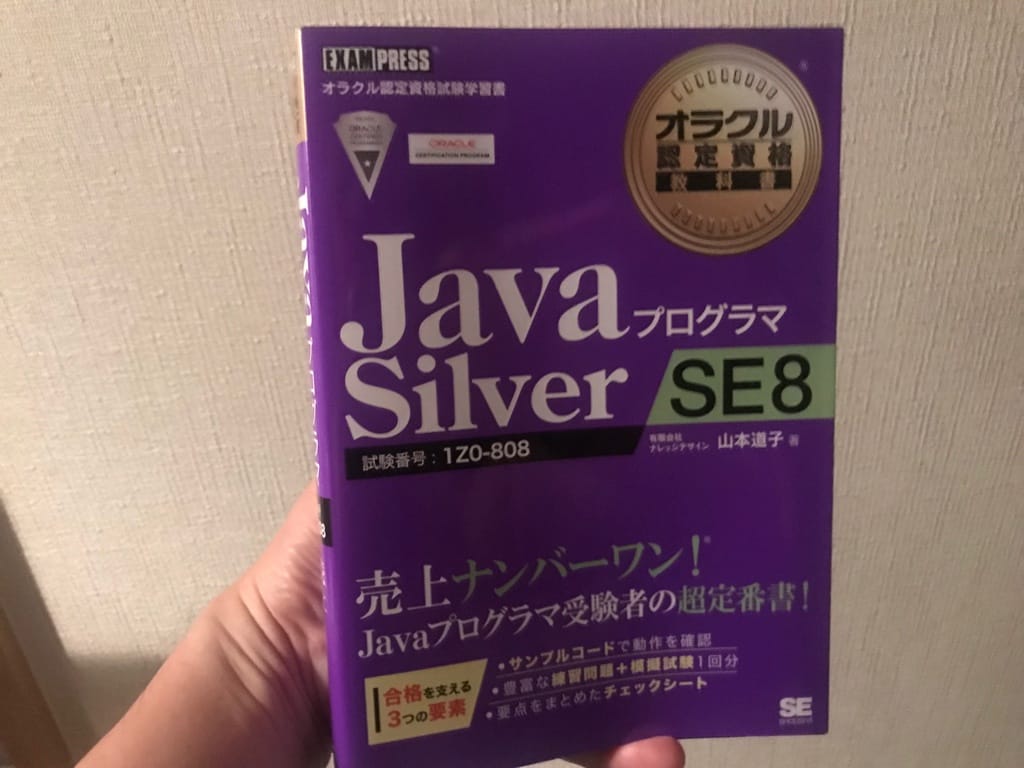 EXAMPRESS
オラクル認定資格試験学習書
ORACLE
ORACLE
CERTIFICATION PROGRAM
オラクル
認定資格
教科書
Javaプログラマ
Silver SE8
試験番号：1Z0-808
有限会社
ナレッジデザイン 山本道子 著
売上ナンバーワン!※
Javaプログラマ受験者の超定番書!
合格を支える
3つの要素
•サンプルコードで動作を確認
•豊富な練習問題＋模擬試験1回分
•要点をまとめたチェックシート
SE
SHOEISHA